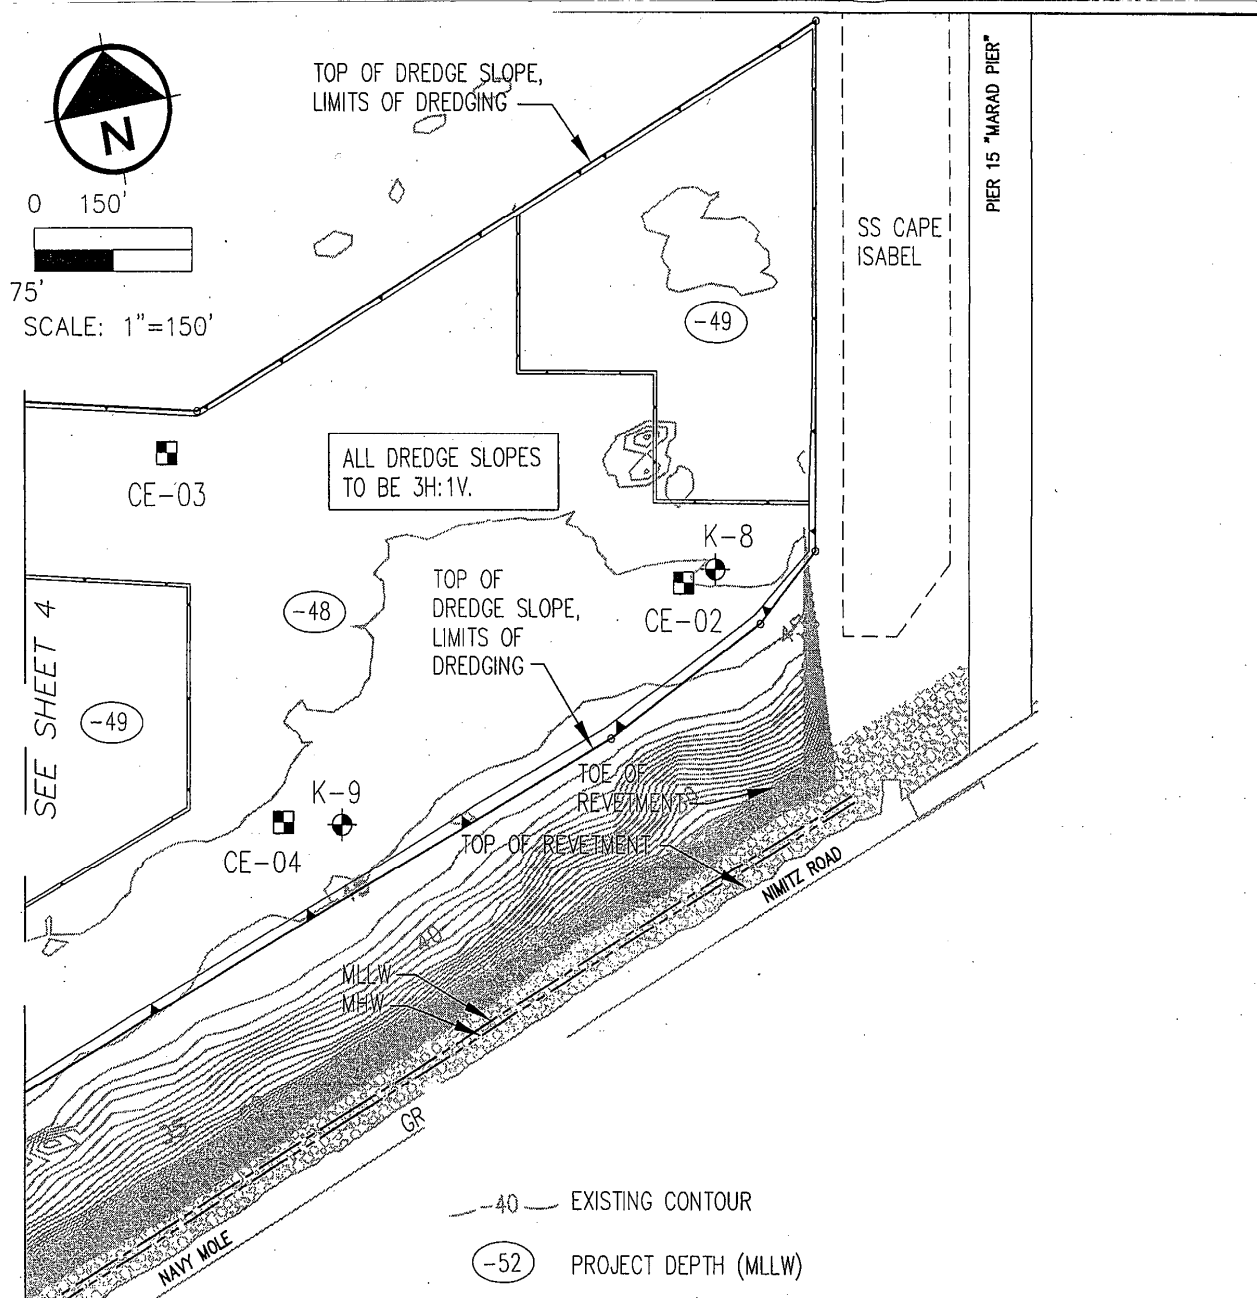 TOP OF DREDGE SLOPE,
LIMITS OF DREDGING
N
0 150'
75'
SCALE: 1"=150'
PIER 15 "MARAD PIER"
SS CAPE
ISABEL
-49
CE-03
ALL DREDGE SLOPES
TO BE 3H:1V.
K-8
CE-02
-48
TOP OF
DREDGE SLOPE,
LIMITS OF
DREDGING
SEE SHEET 4
-49
K-9
CE-04
TOE OF
REVETMENT
TOP OF REVETMENT
NIMITZ ROAD
40
MLLW
MHW
35
GR
NAVY MOLE
-40 EXISTING CONTOUR
-52 PROJECT DEPTH (MLLW)